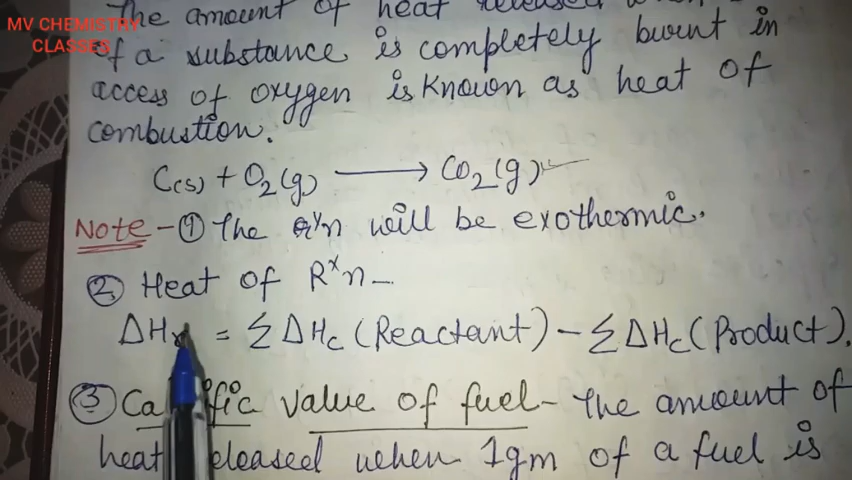 The amount of heat released
MV CHEMISTRY
CLASSES
of a substance is completely burnt in
access of oxygen is known as heat of
combustion.
C(s) + O2(g) ⟶ CO2(g)
Note - ① The Rˣn will be exothermic.
② Heat of Rˣn -
ΔHr = ΣΔHc (Reactant) - ΣΔHc (Product).
③ value of fuel - The amount of
heat when 1gm of a fuel is